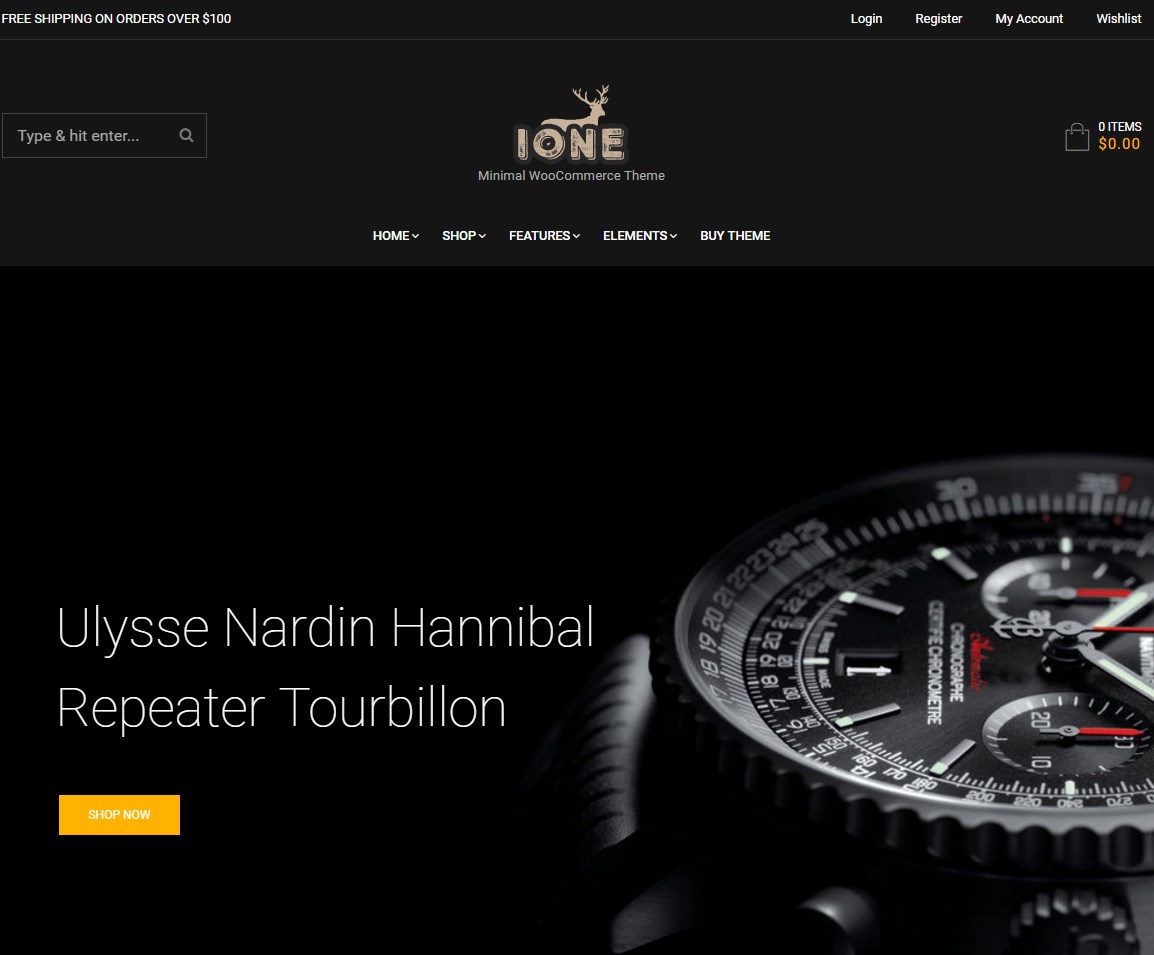 FREE SHIPPING ON ORDERS OVER $100
Login Register My Account Wishlist
Type & hit enter...
IONE
Minimal WooCommerce Theme
0 ITEMS
$0.00
HOME SHOP FEATURES ELEMENTS BUY THEME
Ulysse Nardin Hannibal
Repeater Tourbillon
SHOP NOW
CHRONOGRAPHE
CERTIFIE CHRONOMETRE